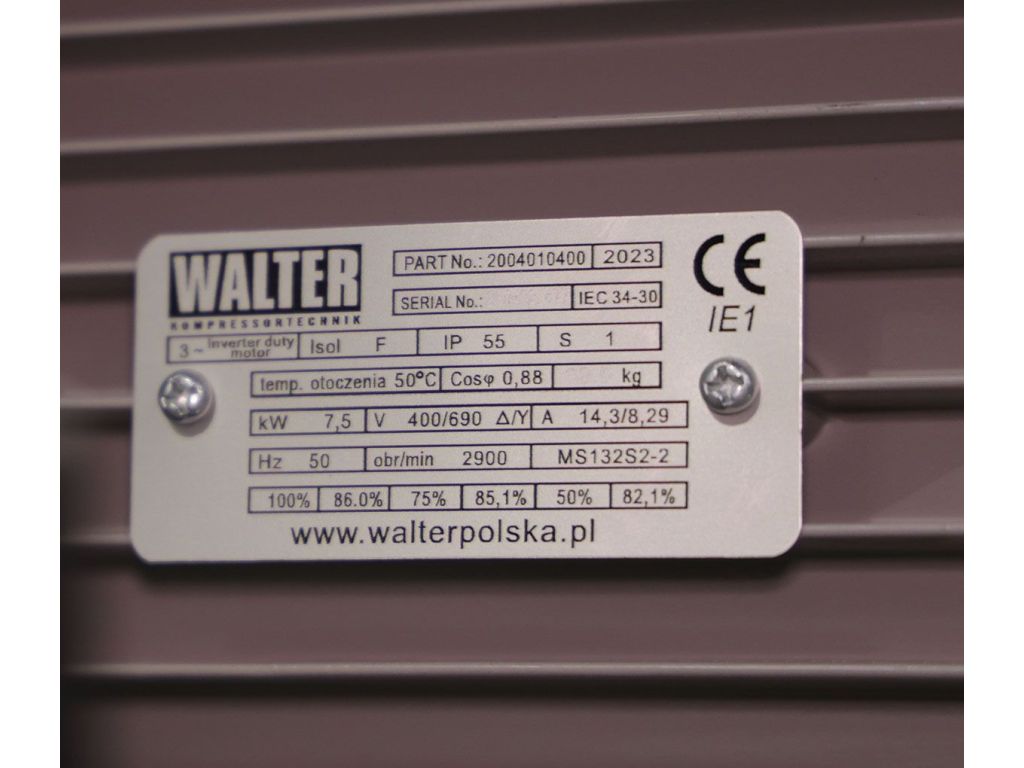 WALTER
KOMPRESSORTECHNIK
PART No.: 2004010400 2023
SERIAL No.: IEC 34-30
CE
IE1
3 ~ Inverter duty motor Isol F IP 55 S 1
temp. otoczenia 50°C Cosφ 0,88 kg
kW 7,5 V 400/690 Δ/Y A 14,3/8,29
Hz 50 obr/min 2900 MS132S2-2
100% 86.0% 75% 85,1% 50% 82,1%
www.walterpolska.pl